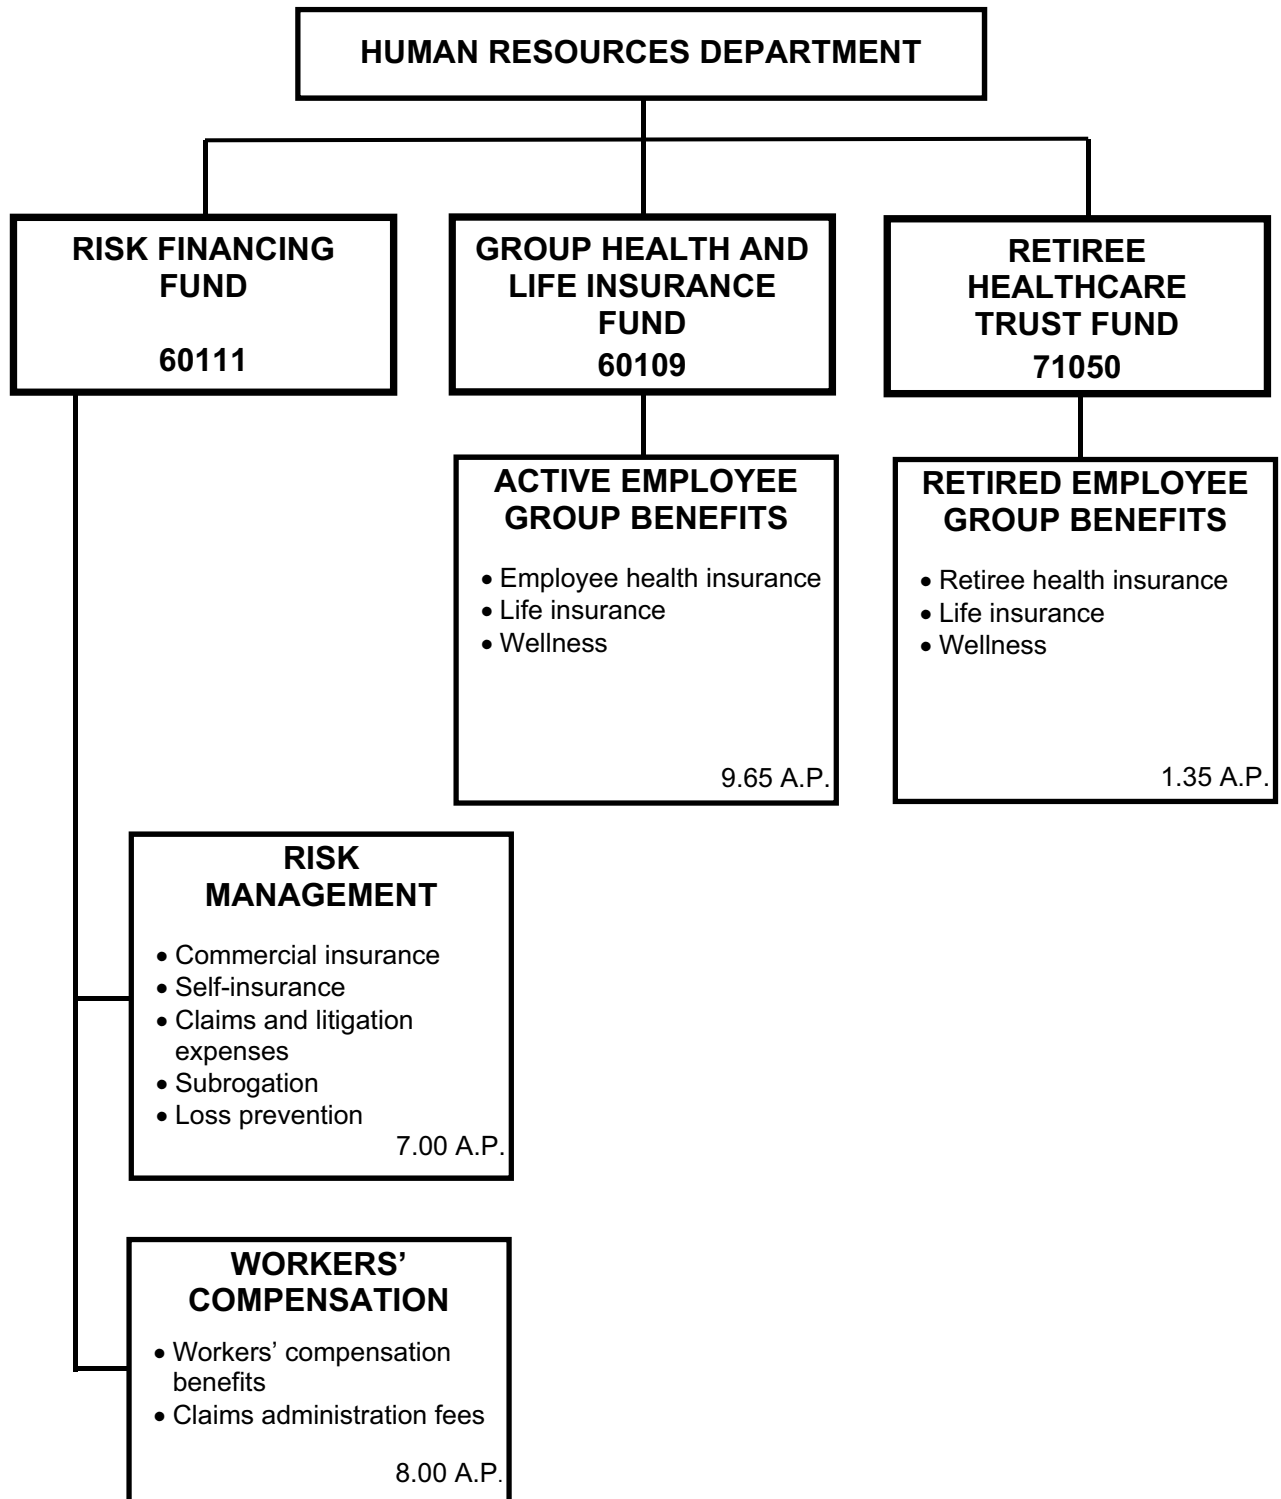 HUMAN RESOURCES DEPARTMENT
RISK FINANCING
FUND
60111
GROUP HEALTH AND
LIFE INSURANCE
FUND
60109
RETIREE
HEALTHCARE
TRUST FUND
71050
ACTIVE EMPLOYEE
GROUP BENEFITS
• Employee health insurance
• Life insurance
• Wellness
9.65 A.P.
RETIRED EMPLOYEE
GROUP BENEFITS
• Retiree health insurance
• Life insurance
• Wellness
1.35 A.P.
RISK
MANAGEMENT
• Commercial insurance
• Self-insurance
• Claims and litigation
expenses
• Subrogation
• Loss prevention
7.00 A.P.
WORKERS’
COMPENSATION
• Workers’ compensation
benefits
• Claims administration fees
8.00 A.P.